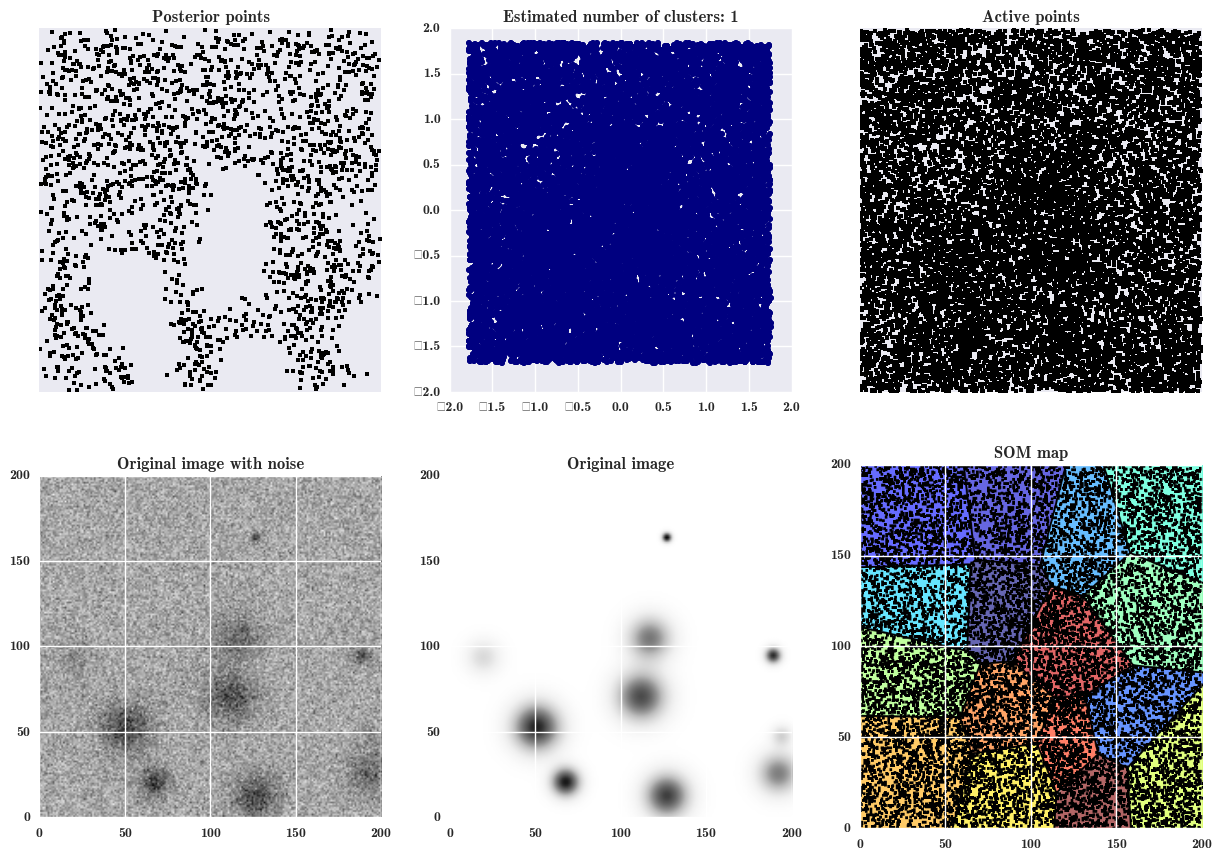 Posterior points
Estimated number of clusters: 1
Active points
2.0
1.5
1.0
0.5
0.0
□0.5
□1.0
□1.5
□2.0
□2.0 □1.5 □1.0 □0.5 0.0 0.5 1.0 1.5 2.0
Original image with noise
Original image
SOM map
200
150
100
50
0
0 50 100 150 200
200
150
100
50
0
0 50 100 150 200
200
150
100
50
0
0 50 100 150 200